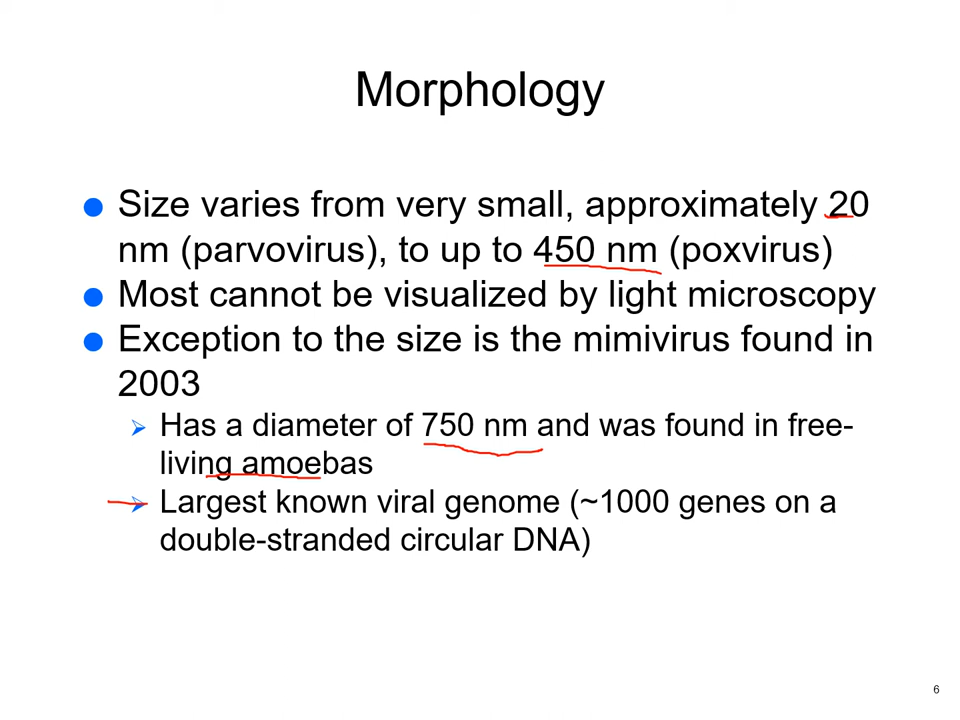 Morphology
Size varies from very small, approximately 20
nm (parvovirus), to up to 450 nm (poxvirus)
Most cannot be visualized by light microscopy
Exception to the size is the mimivirus found in
2003
Has a diameter of 750 nm and was found in free-
living amoebas
Largest known viral genome (~1000 genes on a
double-stranded circular DNA)
6